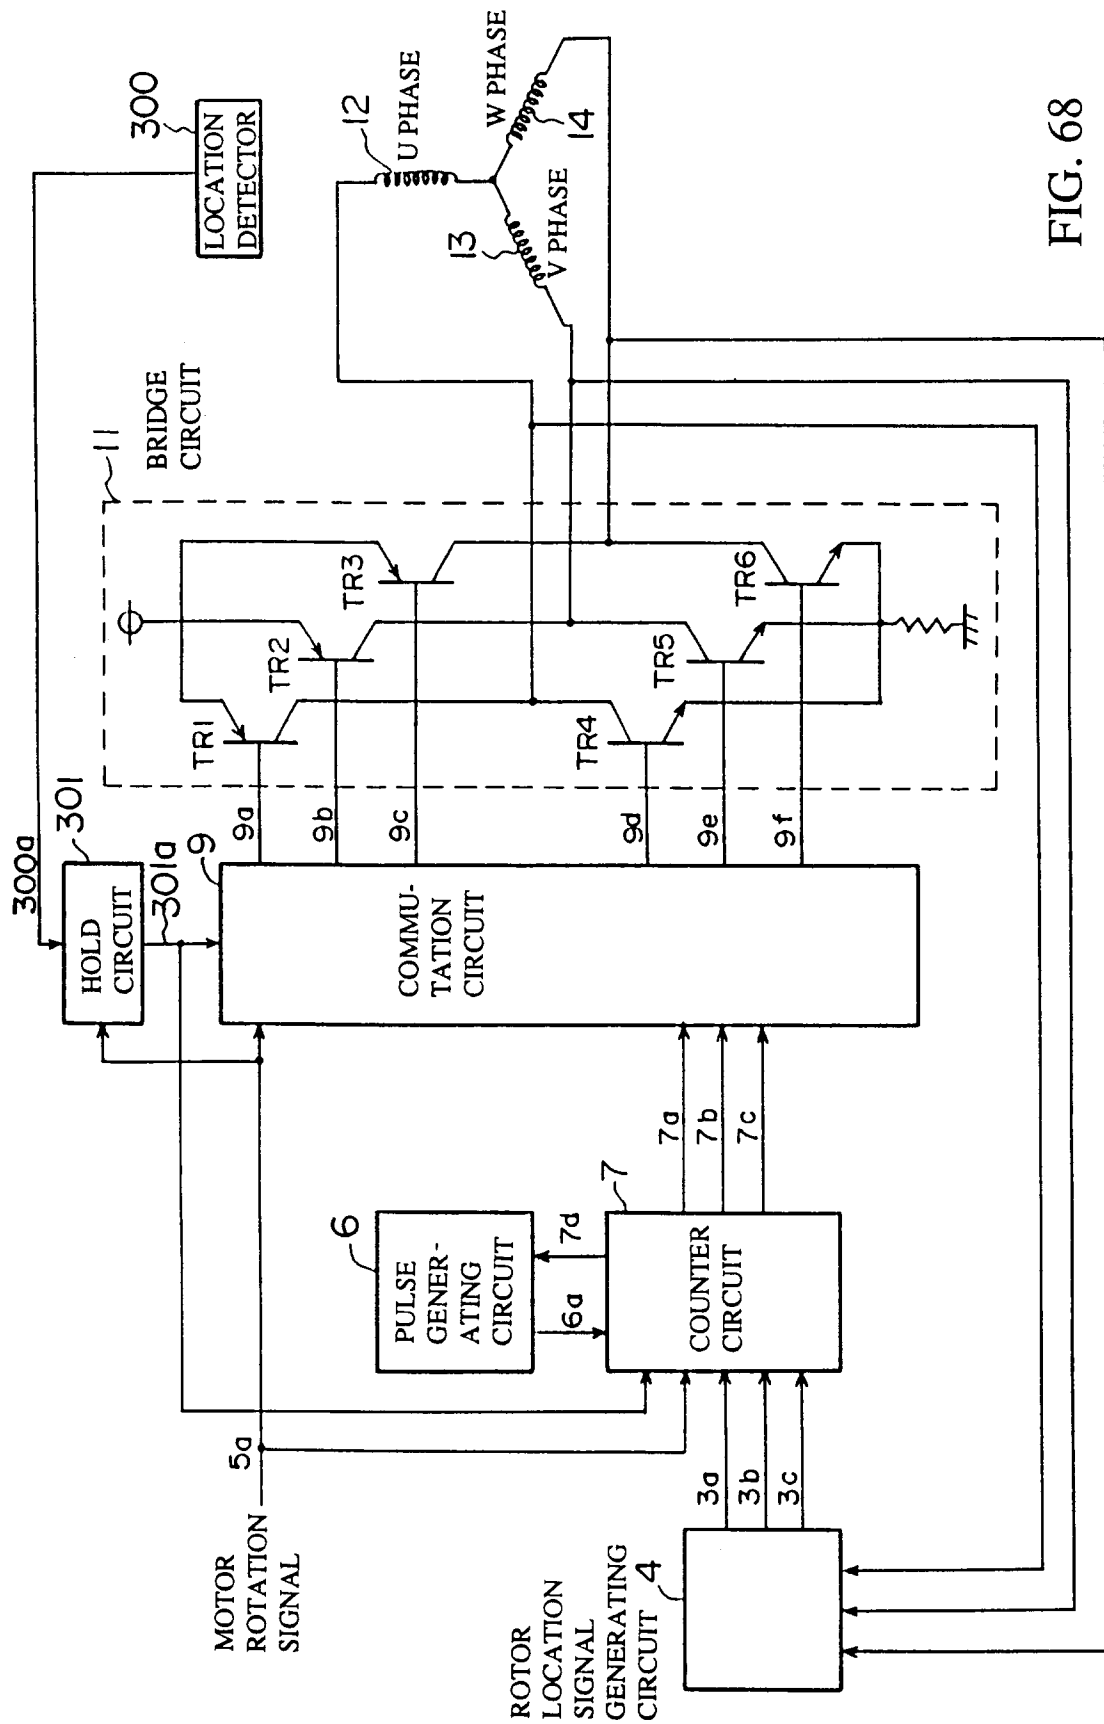 300
LOCATION
DETECTOR
300a
301
HOLD
CIRCUIT
301a
11
BRIDGE
CIRCUIT
12
U PHASE
W PHASE
14
13
V PHASE
TR1
TR2
TR3
TR4
TR5
TR6
9a
9b
9c
9d
9e
9f
9
COMMU-
TATION
CIRCUIT
7a
7b
7c
6
PULSE
GENER-
ATING
CIRCUIT
7d
6a
7
COUNTER
CIRCUIT
5a
MOTOR
ROTATION
SIGNAL
3a
3b
3c
ROTOR
LOCATION
SIGNAL
GENERATING
CIRCUIT
4
FIG. 68